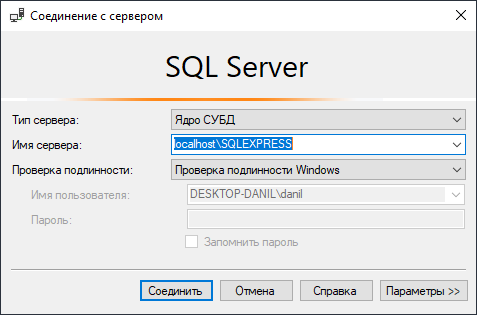 Соединение с сервером
SQL Server
Тип сервера: Ядро СУБД
Имя сервера: localhost\SQLEXPRESS
Проверка подлинности: Проверка подлинности Windows
Имя пользователя: DESKTOP-DANIL\danil
Пароль:
Запомнить пароль
Соединить Отмена Справка Параметры >>